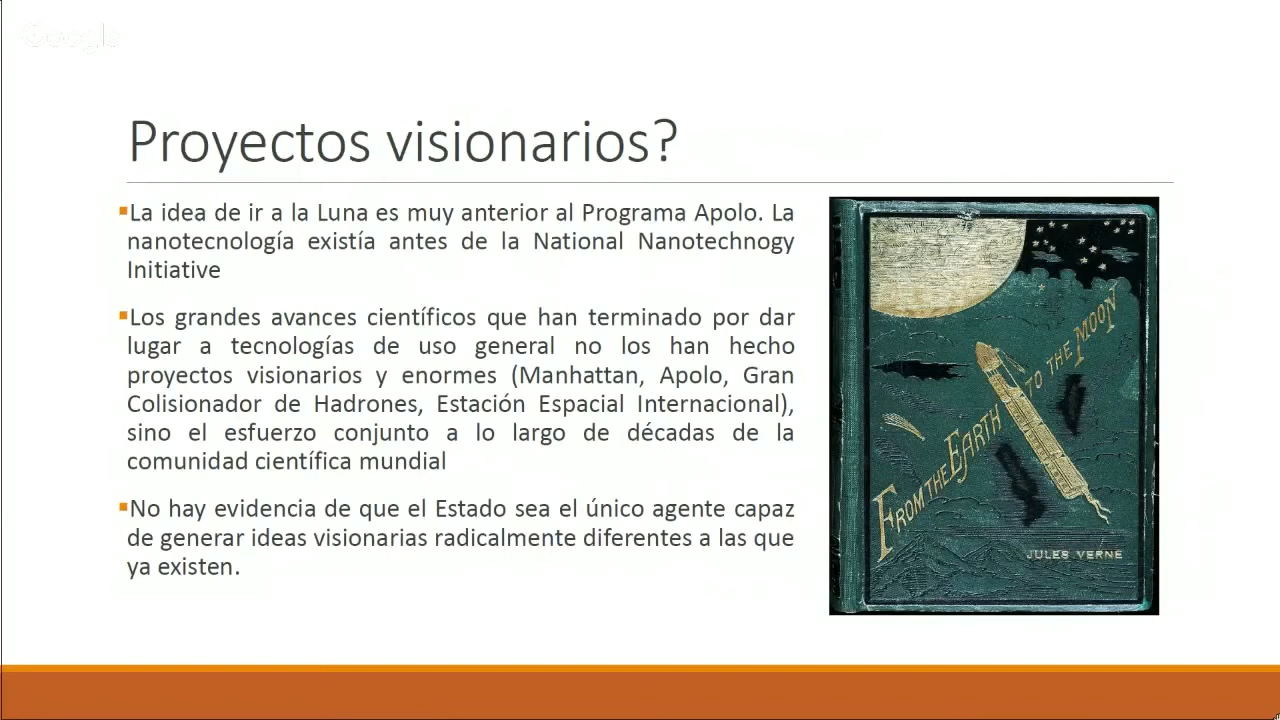 Google
Proyectos visionarios?
▪La idea de ir a la Luna es muy anterior al Programa Apolo. La
nanotecnología existía antes de la National Nanotechnogy
Initiative
▪Los grandes avances científicos que han terminado por dar
lugar a tecnologías de uso general no los han hecho
proyectos visionarios y enormes (Manhattan, Apolo, Gran
Colisionador de Hadrones, Estación Espacial Internacional),
sino el esfuerzo conjunto a lo largo de décadas de la
comunidad científica mundial
▪No hay evidencia de que el Estado sea el único agente capaz
de generar ideas visionarias radicalmente diferentes a las que
ya existen.
FROM THE EARTH TO THE MOON
JULES VERNE